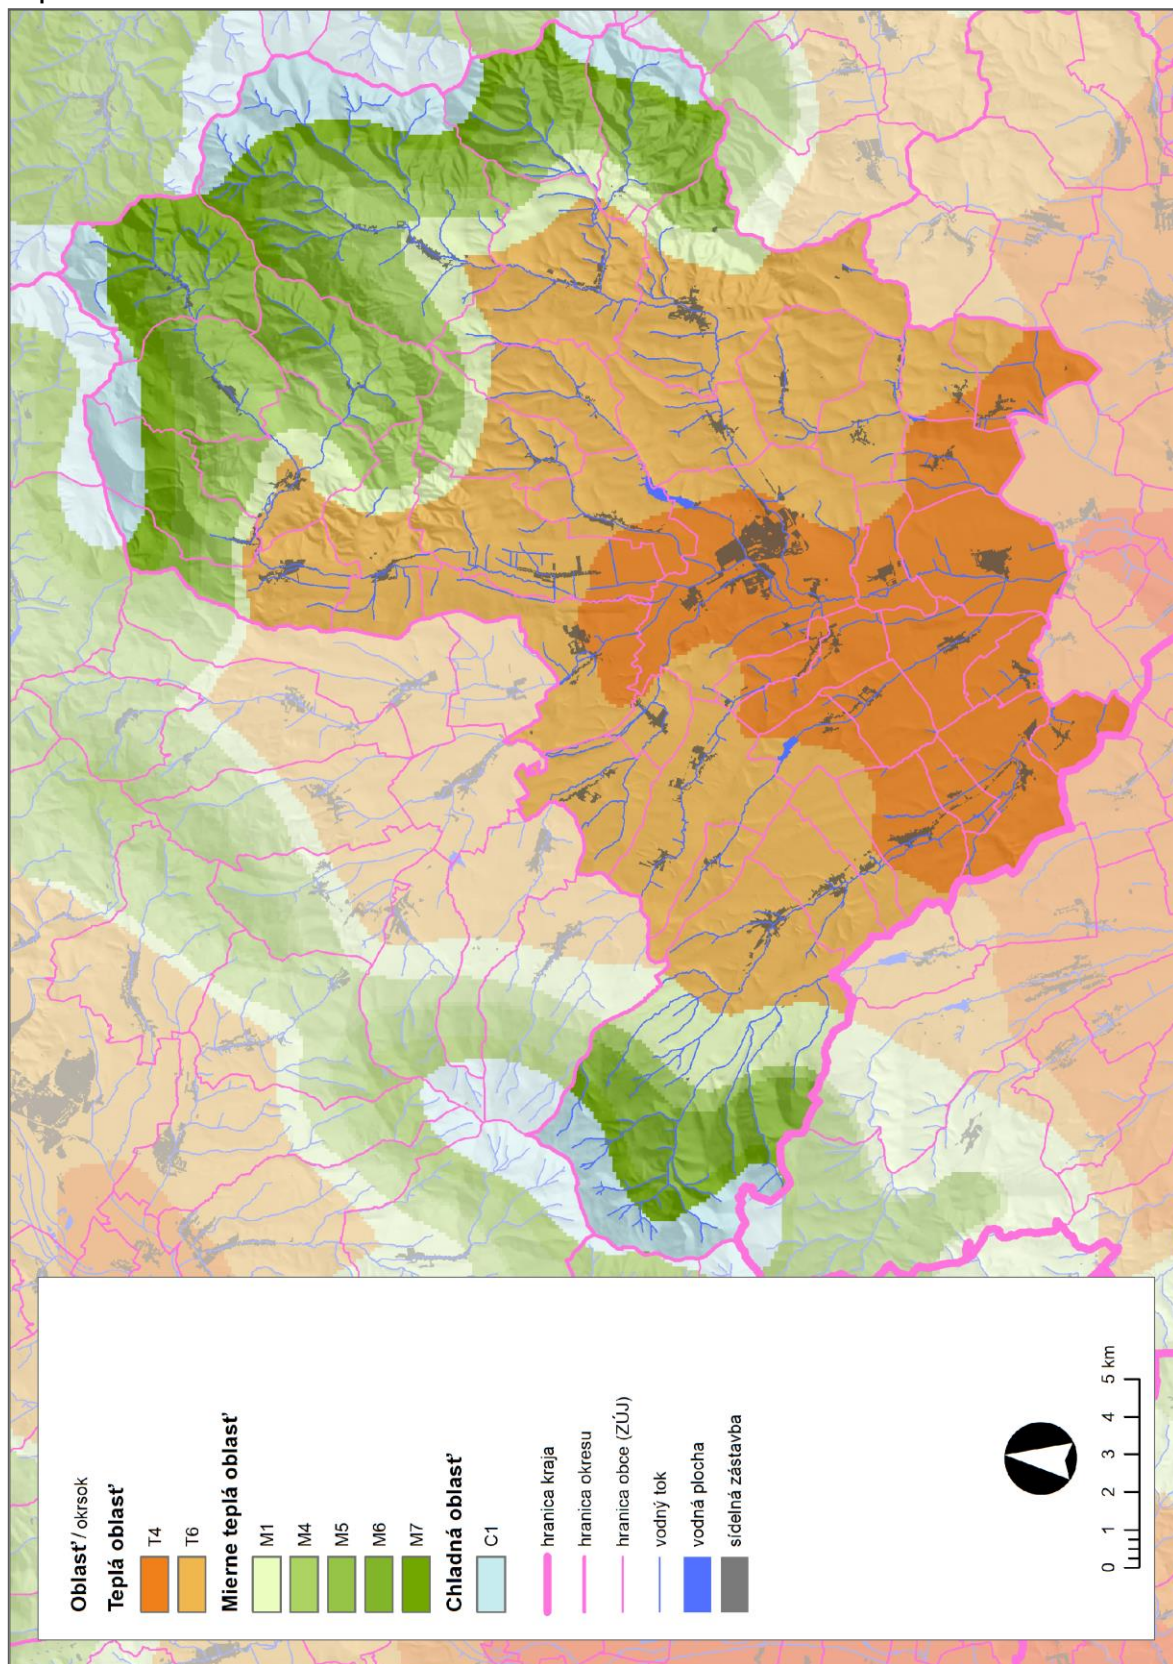 Oblasť / okrsok
Teplá oblasť
T4
T6
Mierne teplá oblasť
M1
M4
M5
M6
M7
Chladná oblasť
C1
hranica kraja
hranica okresu
hranica obce (ZÚJ)
vodný tok
vodná plocha
sídelná zástavba
0 1 2 3 4 5 km